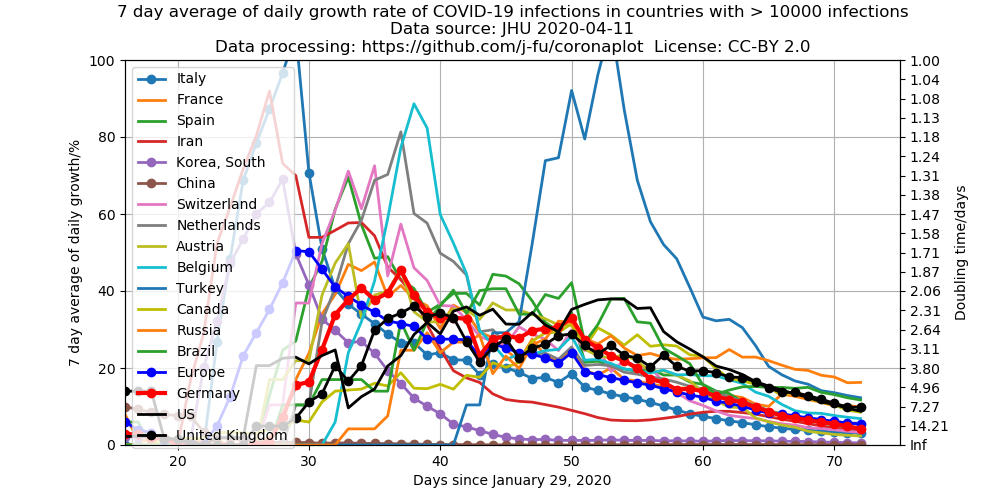 7 day average of daily growth rate of COVID-19 infections in countries with > 10000 infections
Data source: JHU 2020-04-11
Data processing: https://github.com/j-fu/coronaplot License: CC-BY 2.0
7 day average of daily growth/%
100
80
60
40
20
0
Italy
France
Spain
Iran
Korea, South
China
Switzerland
Netherlands
Austria
Belgium
Turkey
Canada
Russia
Brazil
Europe
Germany
US
United Kingdom
1.00
1.04
1.08
1.13
1.18
1.24
1.31
1.38
1.47
1.58
1.71
1.87
2.06
2.31
2.64
3.11
3.80
4.96
7.27
14.21
Inf
Doubling time/days
20 30 40 50 60 70
Days since January 29, 2020